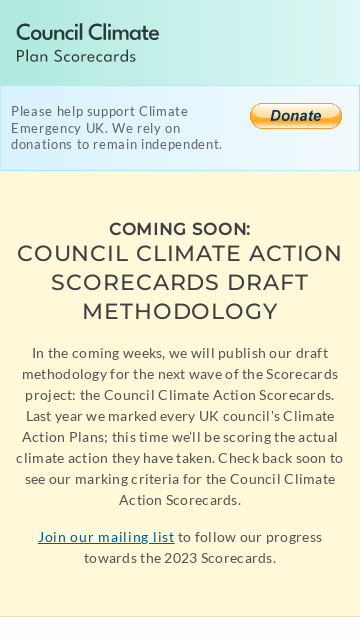 Council Climate
Plan Scorecards
Please help support Climate
Emergency UK. We rely on
donations to remain independent.
Donate
COMING SOON:
COUNCIL CLIMATE ACTION
SCORECARDS DRAFT
METHODOLOGY
In the coming weeks, we will publish our draft
methodology for the next wave of the Scorecards
project: the Council Climate Action Scorecards.
Last year we marked every UK council's Climate
Action Plans; this time we’ll be scoring the actual
climate action they have taken. Check back soon to
see our marking criteria for the Council Climate
Action Scorecards.
Join our mailing list to follow our progress
towards the 2023 Scorecards.